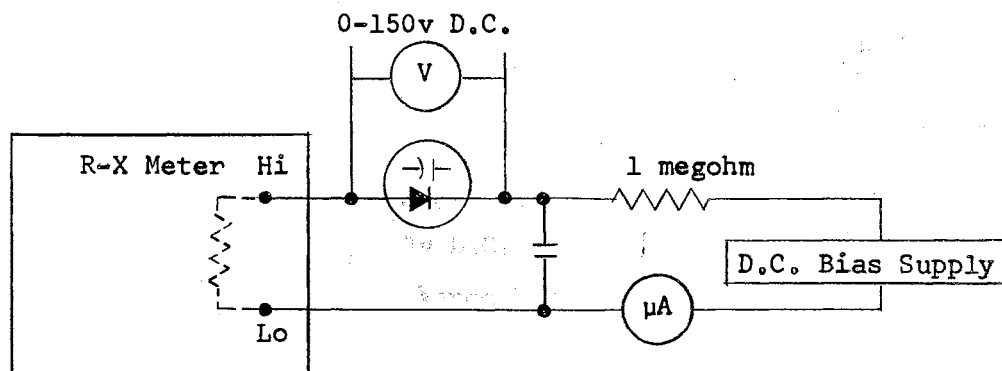 0-150v D.C.
V
R-X Meter Hi
1 megohm
D.C. Bias Supply
µA
Lo